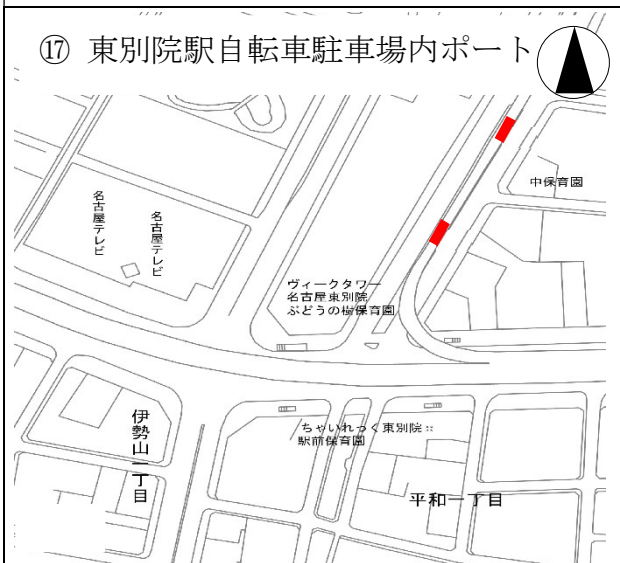 ⑰ 東別院駅自転車駐車場内ポート
中保育園
名古屋テレビ
名古屋テレビ
ヴィークタワー
名古屋東別院
ぶどうの樹保育園
伊勢山一丁目
ちゃいれっく東別院
駅前保育園
平和一丁目